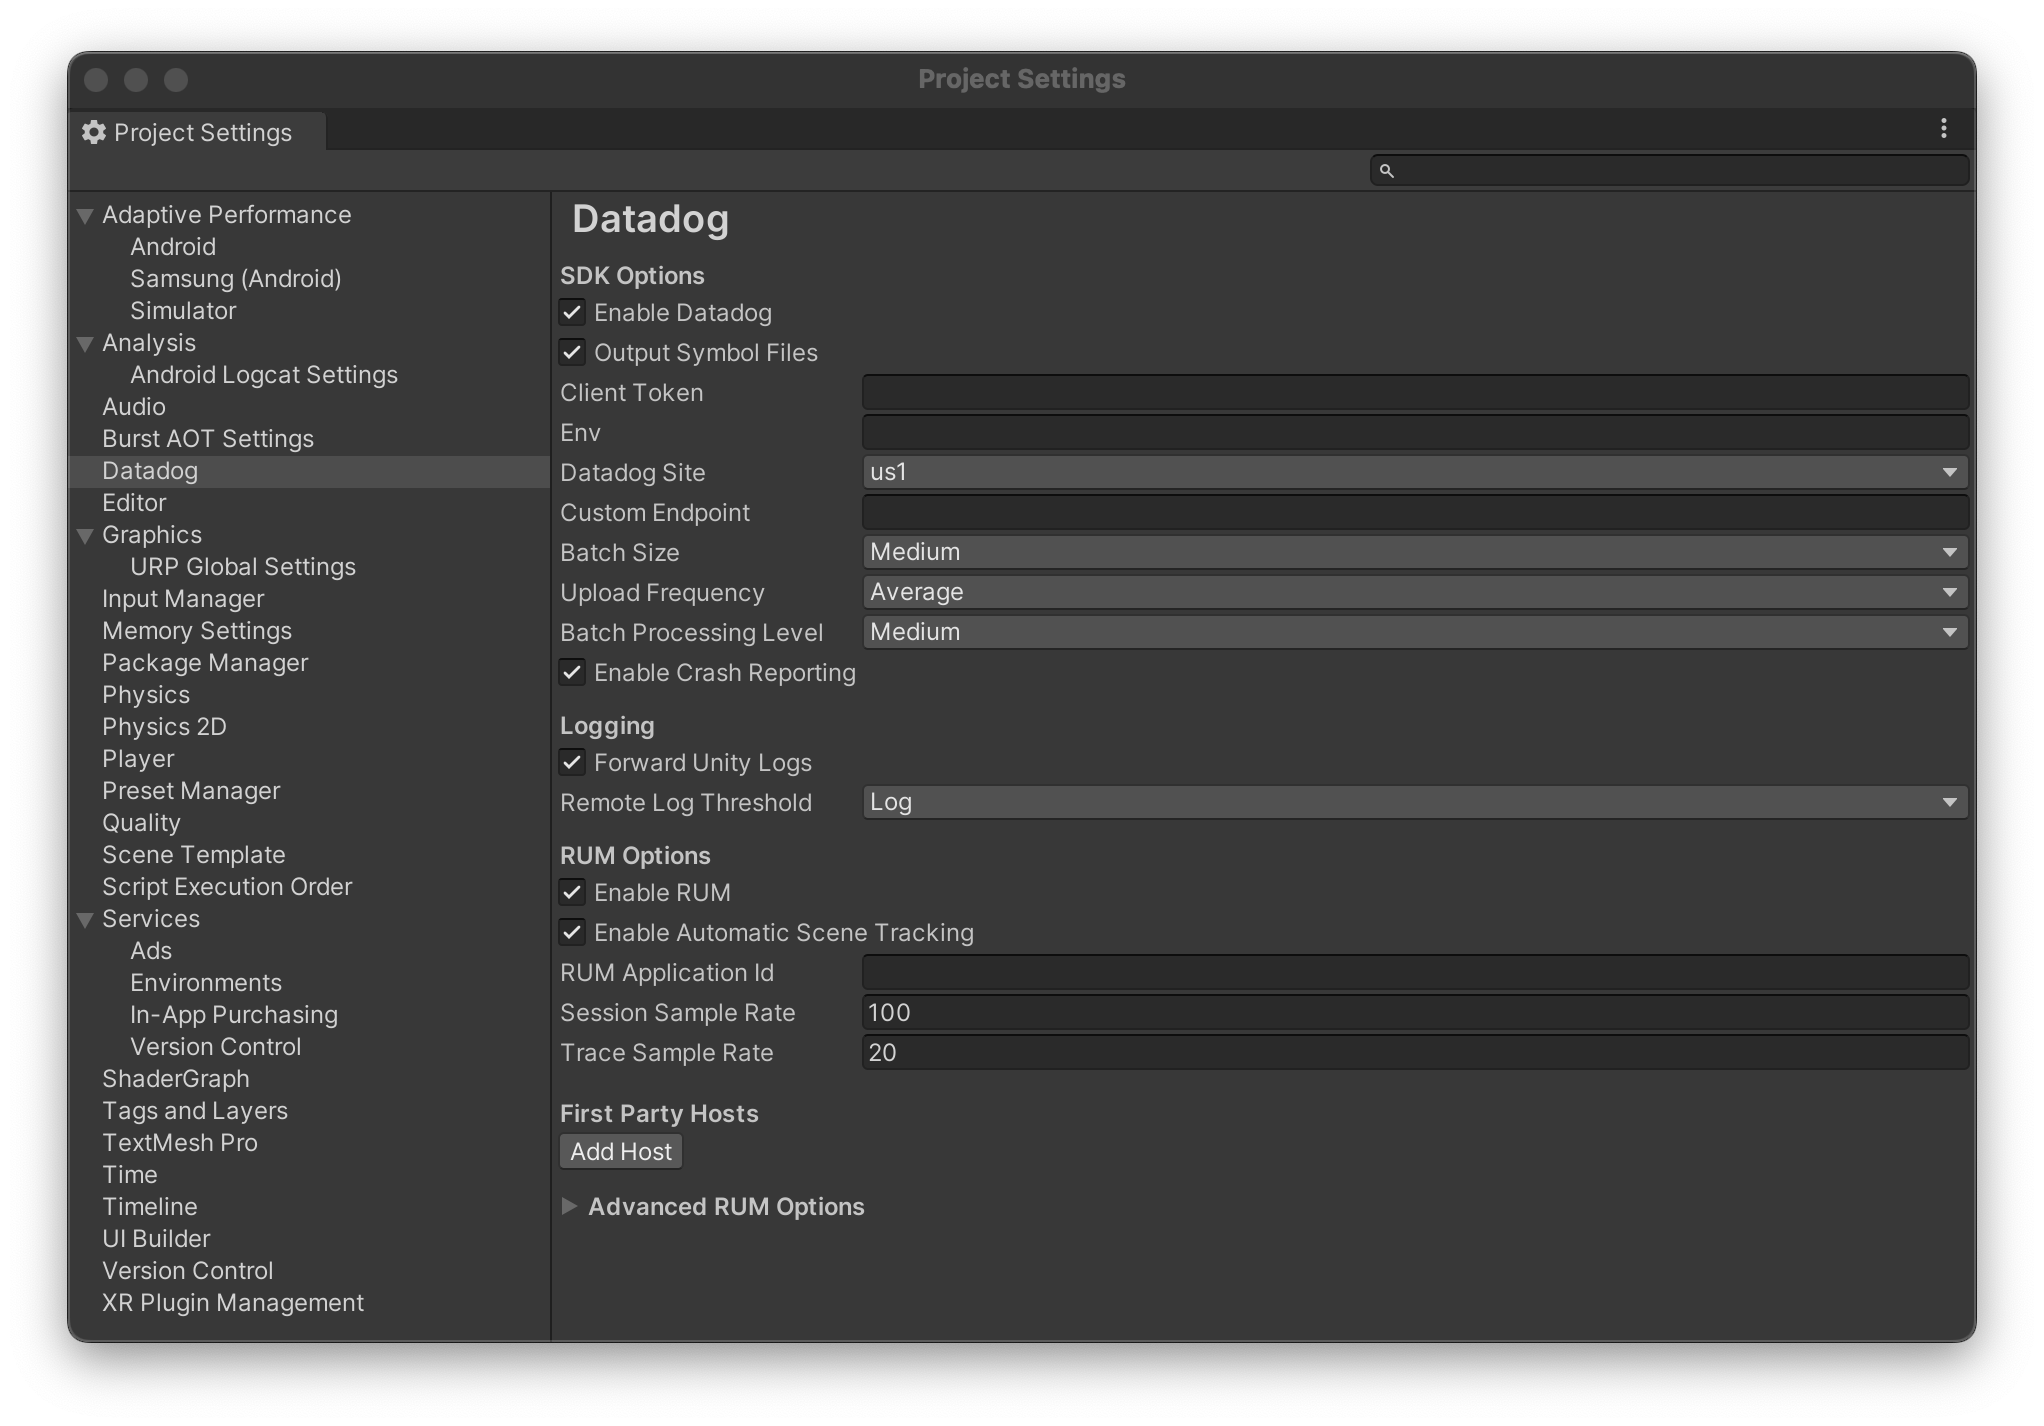 Project Settings
Project Settings
Adaptive Performance
Android
Samsung (Android)
Simulator
Analysis
Android Logcat Settings
Audio
Burst AOT Settings
Datadog
Editor
Graphics
URP Global Settings
Input Manager
Memory Settings
Package Manager
Physics
Physics 2D
Player
Preset Manager
Quality
Scene Template
Script Execution Order
Services
Ads
Environments
In-App Purchasing
Version Control
ShaderGraph
Tags and Layers
TextMesh Pro
Time
Timeline
UI Builder
Version Control
XR Plugin Management
Datadog
SDK Options
Enable Datadog
Output Symbol Files
Client Token
Env
Datadog Site us1
Custom Endpoint
Batch Size Medium
Upload Frequency Average
Batch Processing Level Medium
Enable Crash Reporting
Logging
Forward Unity Logs
Remote Log Threshold Log
RUM Options
Enable RUM
Enable Automatic Scene Tracking
RUM Application Id
Session Sample Rate 100
Trace Sample Rate 20
First Party Hosts
Add Host
Advanced RUM Options